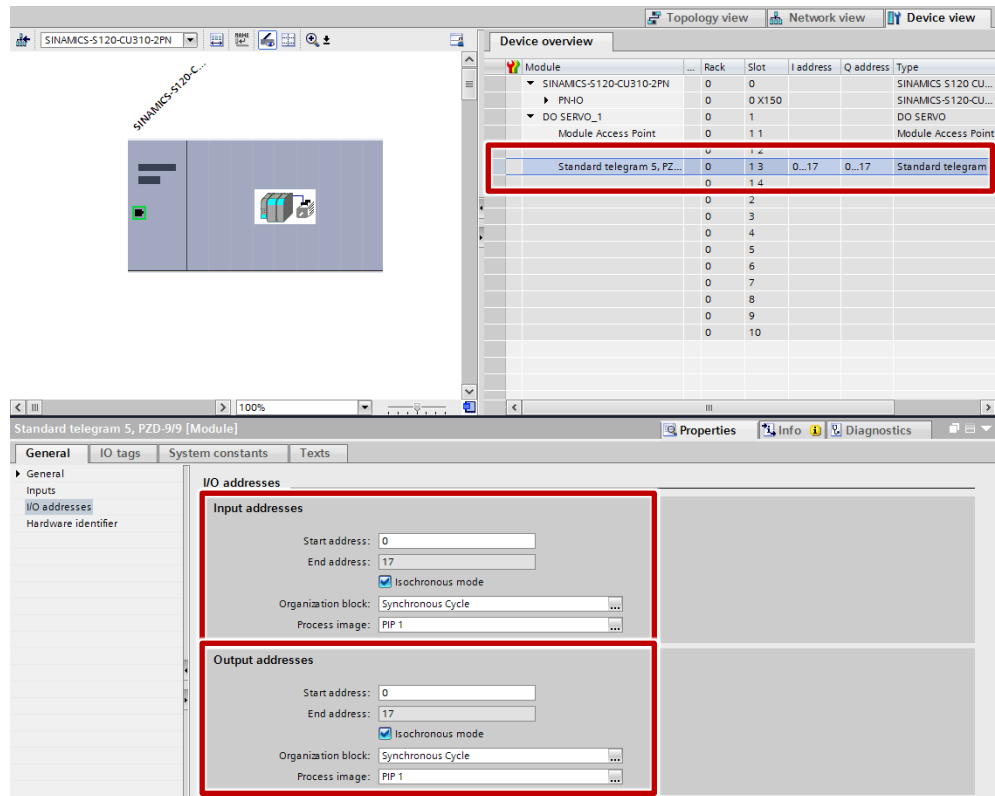 Topology view Network view Device view
SINAMICS-S120-CU310-2PN
Device overview
Module ... Rack Slot I address Q address Type
SINAMICS-S120-CU310-2PN 0 0 SINAMICS S120 CU...
PN-IO 0 0 X150 SINAMICS-S120-CU...
DO SERVO_1 0 1 DO SERVO
Module Access Point 0 1 1 Module Access Point
0 1 2
Standard telegram 5, PZ... 0 1 3 0...17 0...17 Standard telegram
0 1 4
0 2
0 3
0 4
0 5
0 6
0 7
0 8
0 9
0 10
SINAMICS-S120-C...
100%
Standard telegram 5, PZD-9/9 [Module]
Properties Info Diagnostics
General IO tags System constants Texts
General
Inputs
I/O addresses
Hardware identifier
I/O addresses
Input addresses
Start address: 0
End address: 17
Isochronous mode
Organization block: Synchronous Cycle ...
Process image: PIP 1 ...
Output addresses
Start address: 0
End address: 17
Isochronous mode
Organization block: Synchronous Cycle ...
Process image: PIP 1 ...